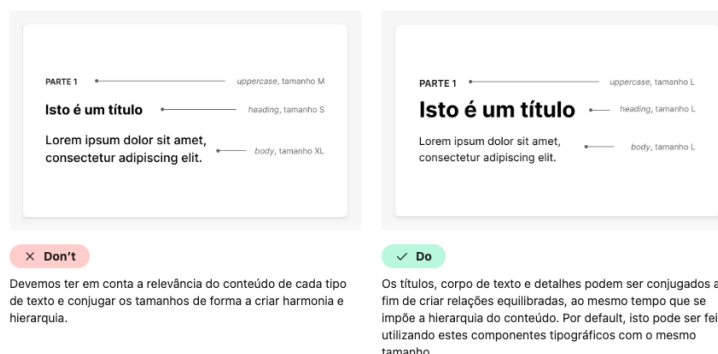 PARTE 1 uppercase, tamanho M
Isto é um título heading, tamanho S
Lorem ipsum dolor sit amet,
consectetur adipiscing elit. body, tamanho XL
Don't
Devemos ter em conta a relevância do conteúdo de cada tipo
de texto e conjugar os tamanhos de forma a criar harmonia e
hierarquia.
PARTE 1 uppercase, tamanho L
Isto é um título heading, tamanho L
Lorem ipsum dolor sit amet,
consectetur adipiscing elit. body, tamanho L
Do
Os títulos, corpo de texto e detalhes podem ser conjugados a
fim de criar relações equilibradas, ao mesmo tempo que se
impõe a hierarquia do conteúdo. Por default, isto pode ser
utilizando estes componentes tipográficos com o mesmo
tamanho